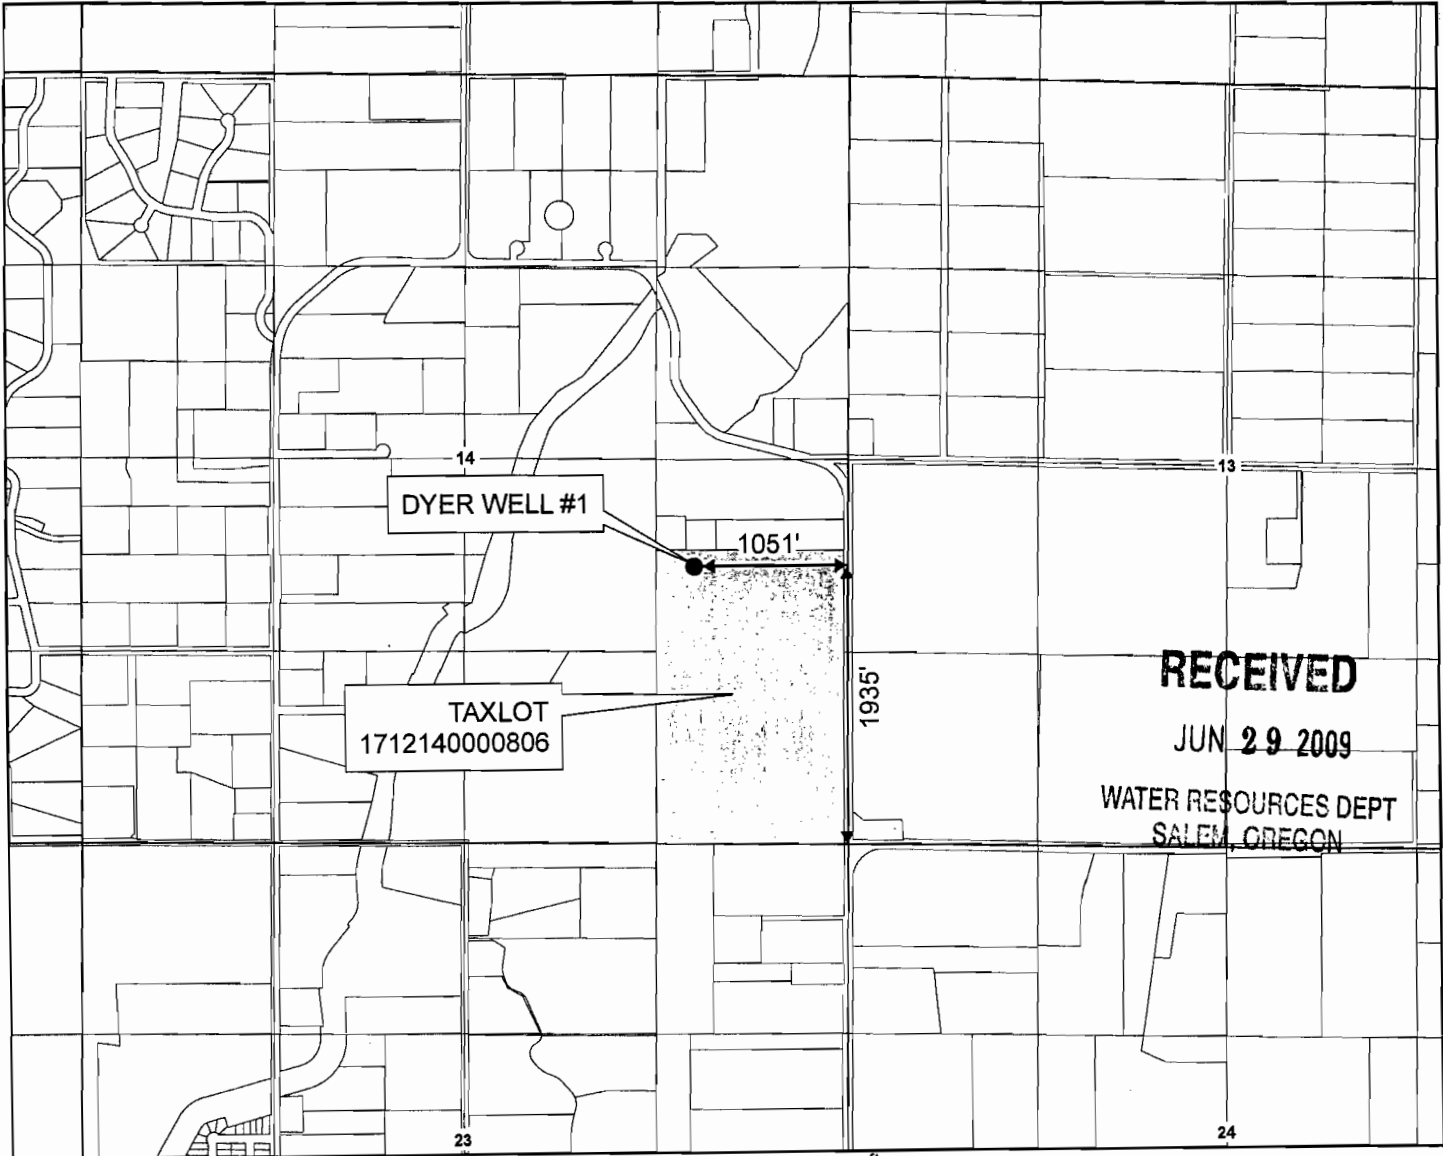 14
13
DYER WELL #1
1051'
1935'
TAXLOT
1712140000806
RECEIVED
JUN 29 2009
WATER RESOURCES DEPT
SALEM, OREGON
23
24